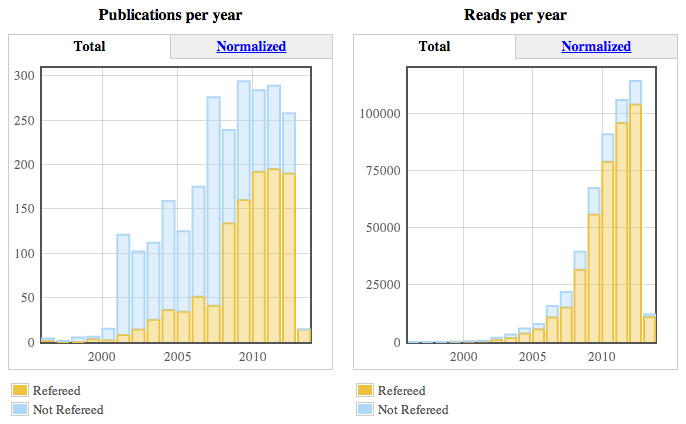 Publications per year
Total
Normalized
300
250
200
150
100
50
0
2000
2005
2010
Refereed
Not Refereed
Reads per year
Total
Normalized
100000
75000
50000
25000
0
2000
2005
2010
Refereed
Not Refereed